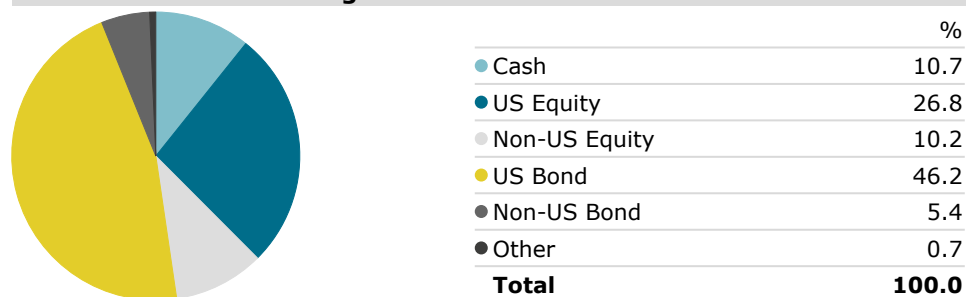 %
Cash 10.7
US Equity 26.8
Non-US Equity 10.2
US Bond 46.2
Non-US Bond 5.4
Other 0.7
Total 100.0